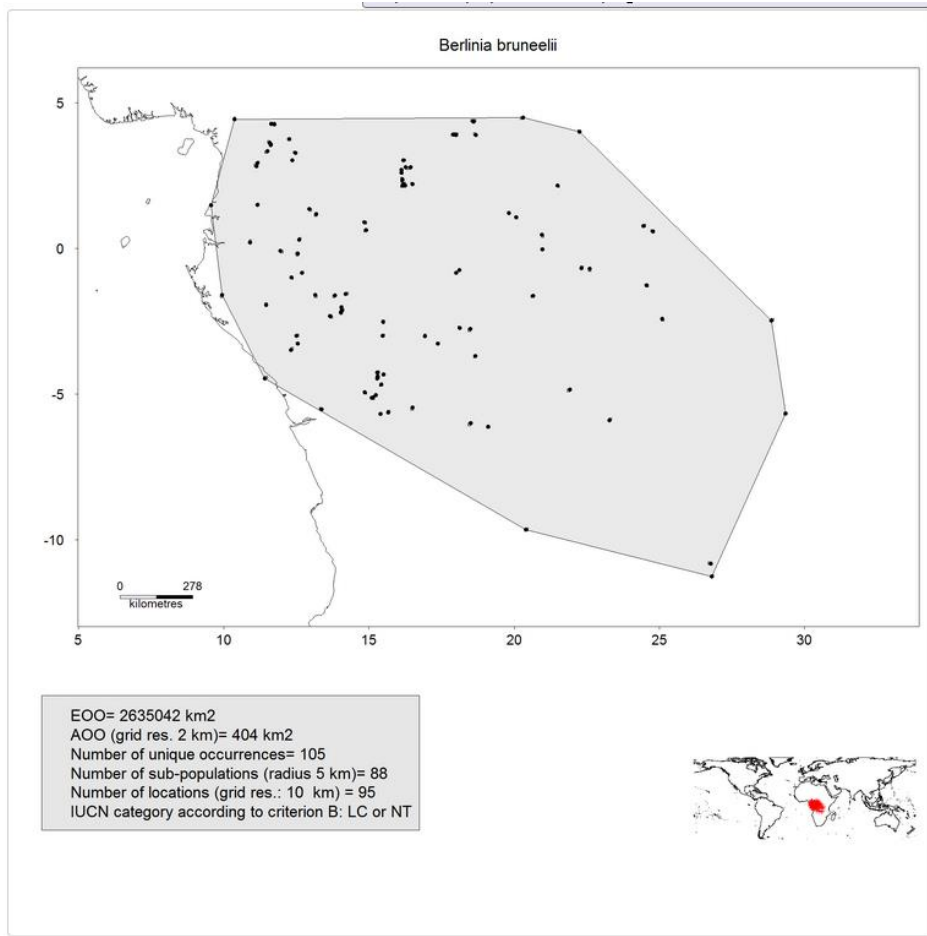 Berlinia bruneelii
5
0
-5
-10
0 278
kilometres
5 10 15 20 25 30
EOO= 2635042 km2
AOO (grid res. 2 km)= 404 km2
Number of unique occurrences= 105
Number of sub-populations (radius 5 km)= 88
Number of locations (grid res.: 10 km) = 95
IUCN category according to criterion B: LC or NT